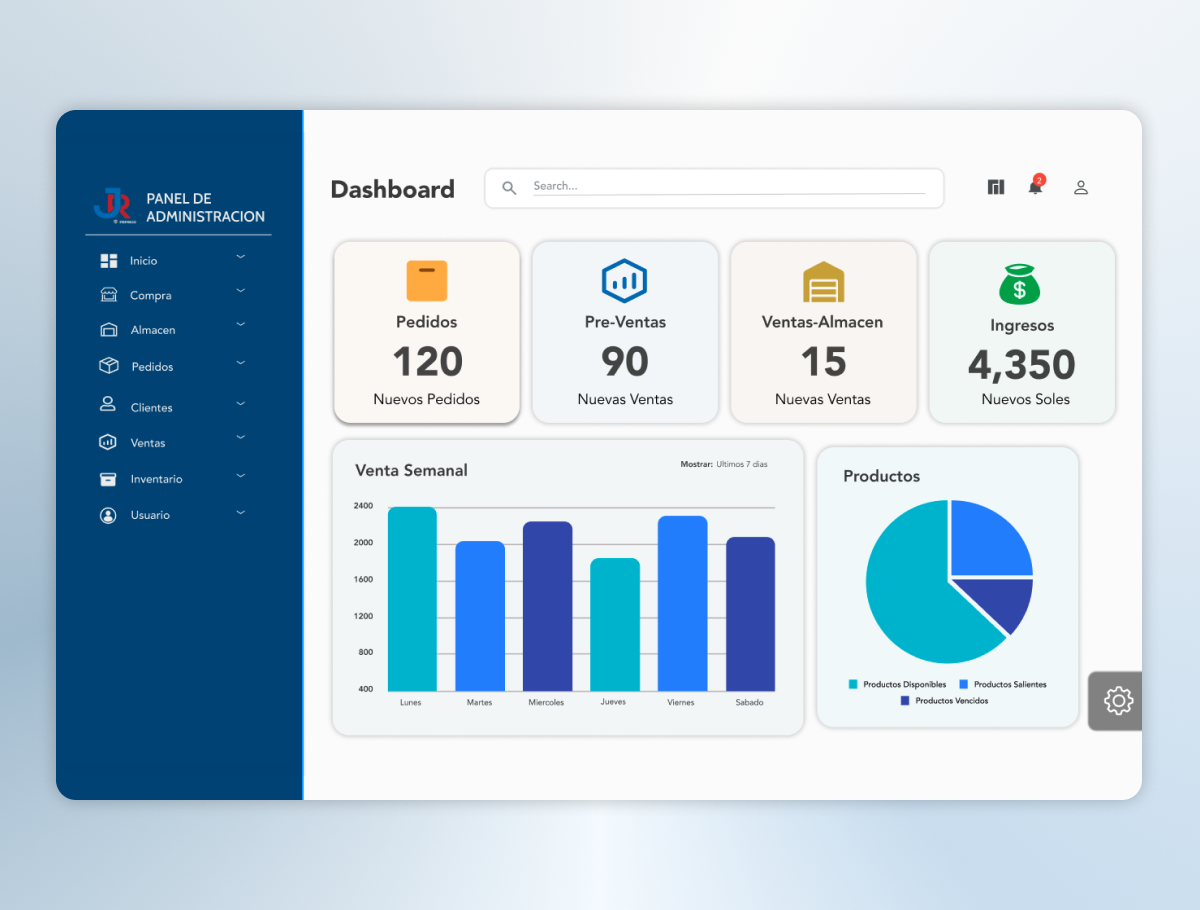 JR
PANEL DE
ADMINISTRACION
Inicio
Compra
Almacen
Pedidos
Clientes
Ventas
Inventario
Usuario
Dashboard
Search...
2
Pedidos
120
Nuevos Pedidos
Pre-Ventas
90
Nuevas Ventas
Ventas-Almacen
15
Nuevas Ventas
$
Ingresos
4,350
Nuevos Soles
Venta Semanal
Mostrar: Ultimos 7 dias
2400
2000
1600
1200
800
400
Lunes
Martes
Miercoles
Jueves
Viernes
Sabado
Productos
Productos Disponibles
Productos Salientes
Productos Vencidos